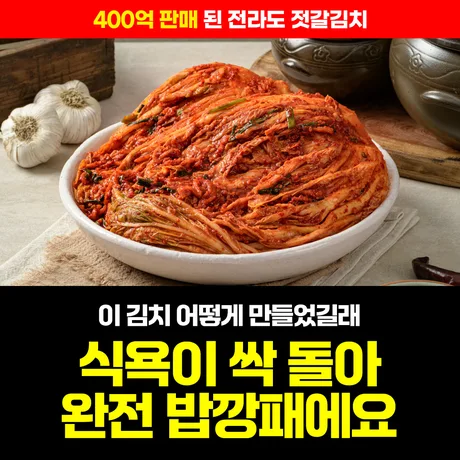 400억 판매 된 전라도 젓갈김치
이 김치 어떻게 만들었길래
식욕이 싹 돌아
완전 밥깡패에요